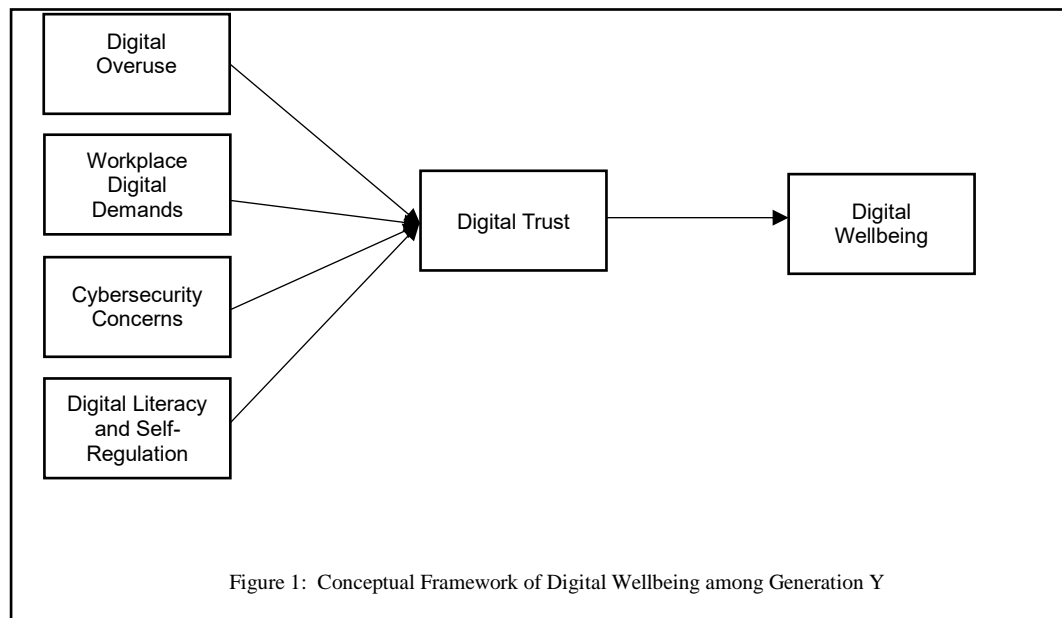 Digital
Overuse
Workplace
Digital
Demands
Cybersecurity
Concerns
Digital Literacy
and Self-
Regulation
Digital Trust
Digital
Wellbeing
Figure 1:  Conceptual Framework of Digital Wellbeing among Generation Y